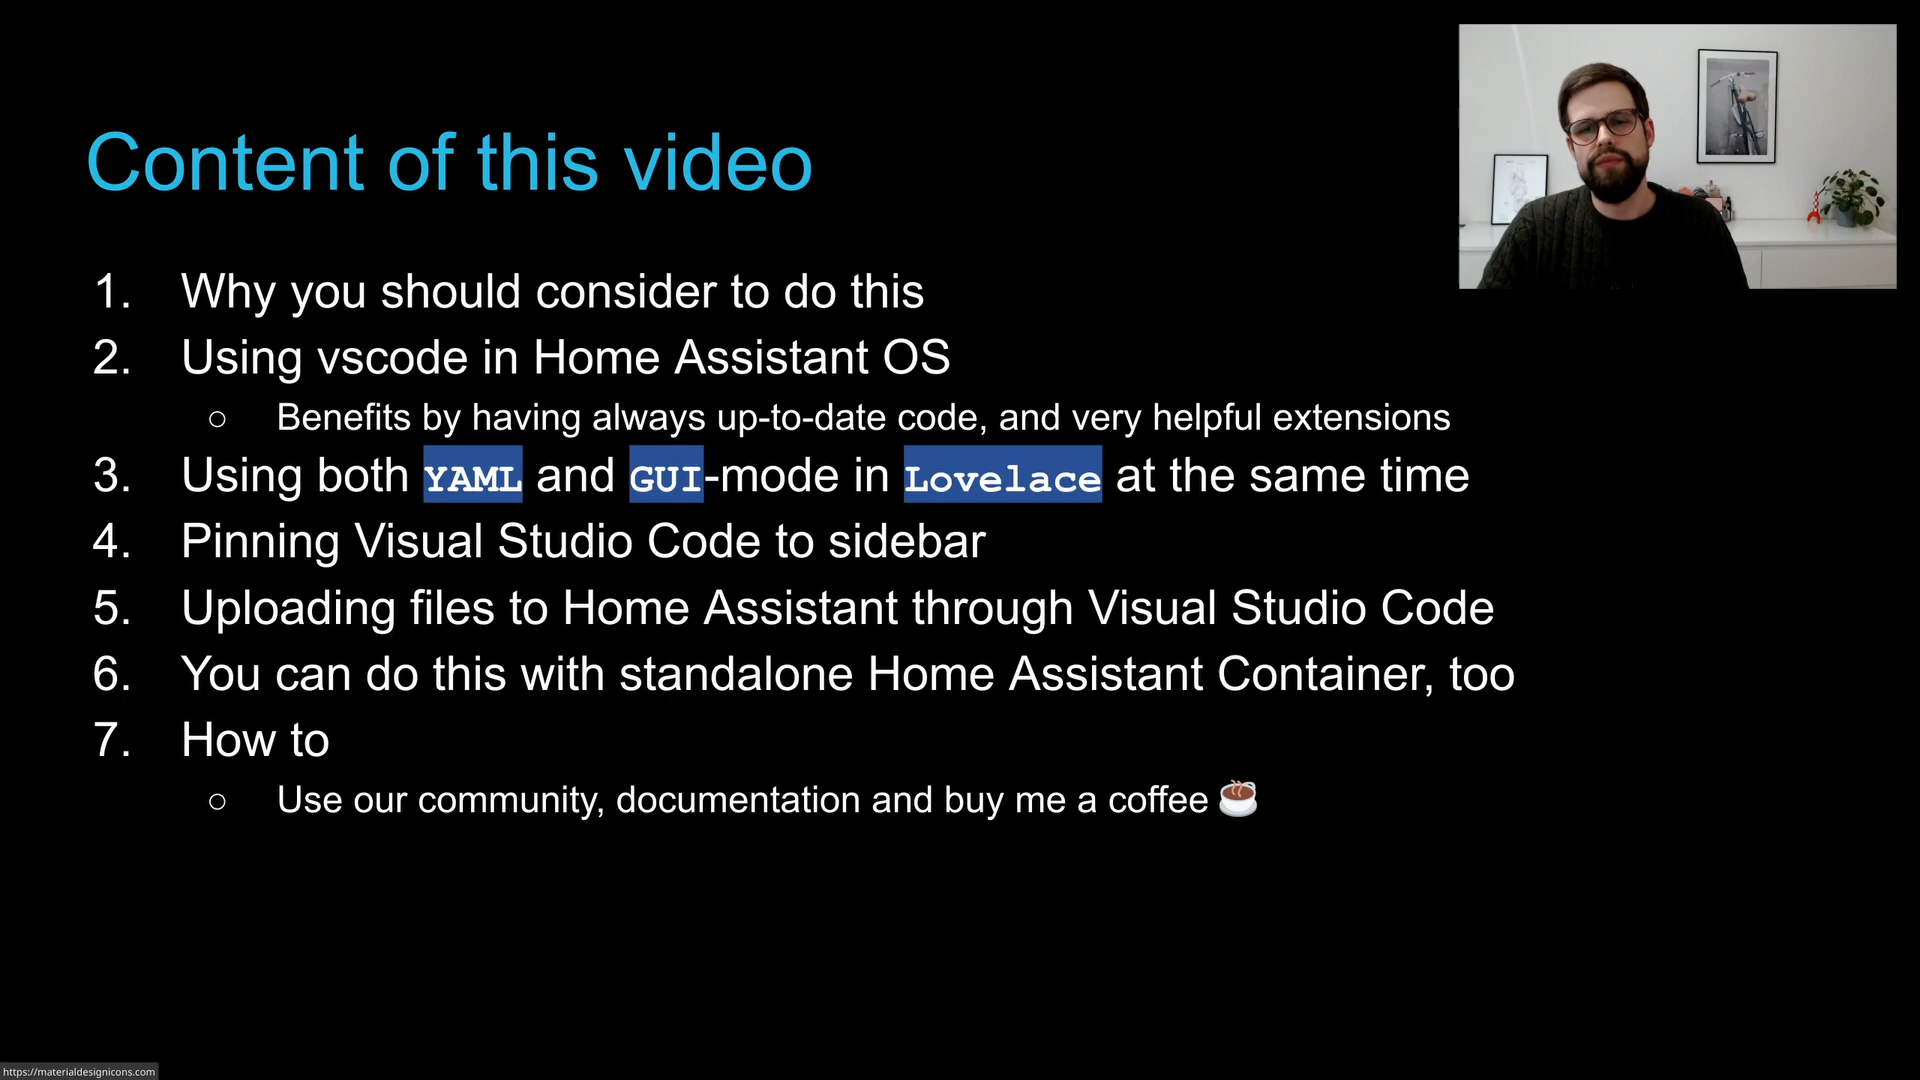 Content of this video
1. Why you should consider to do this
2. Using vscode in Home Assistant OS
○ Benefits by having always up-to-date code, and very helpful extensions
3. Using both YAML and GUI-mode in Lovelace at the same time
4. Pinning Visual Studio Code to sidebar
5. Uploading files to Home Assistant through Visual Studio Code
6. You can do this with standalone Home Assistant Container, too
7. How to
○ Use our community, documentation and buy me a coffee ☕
https://materialdesignicons.com